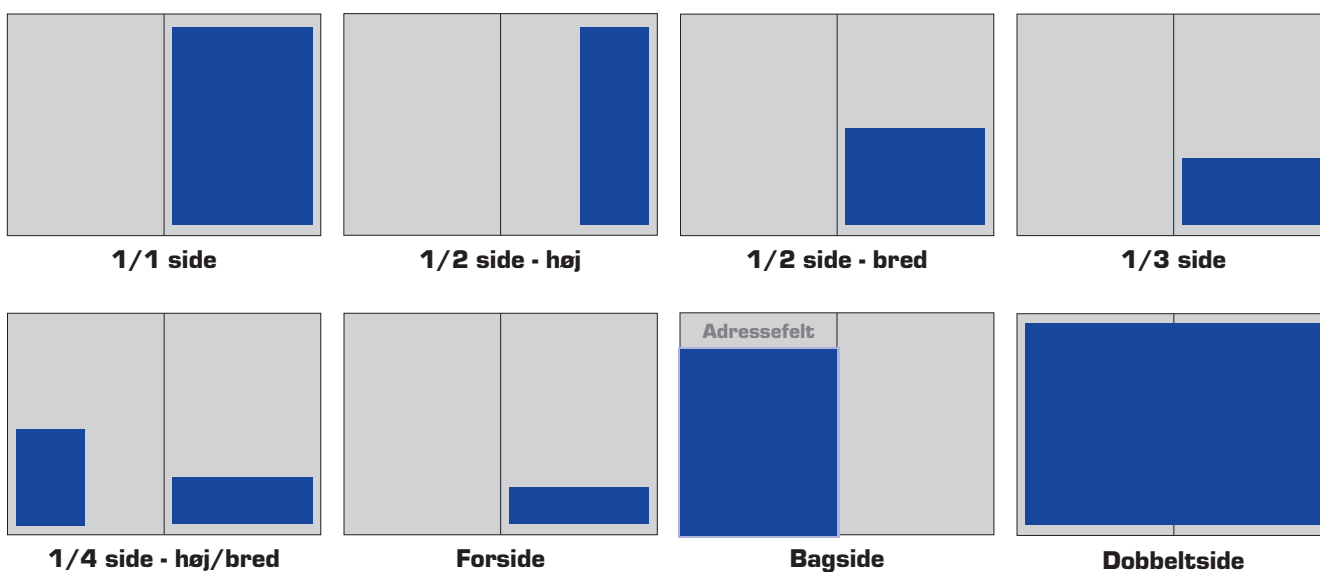 1/1 side
1/2 side - høj
1/2 side - bred
1/3 side
Adressefelt
1/4 side - høj/bred
Forside
Bagside
Dobbeltside